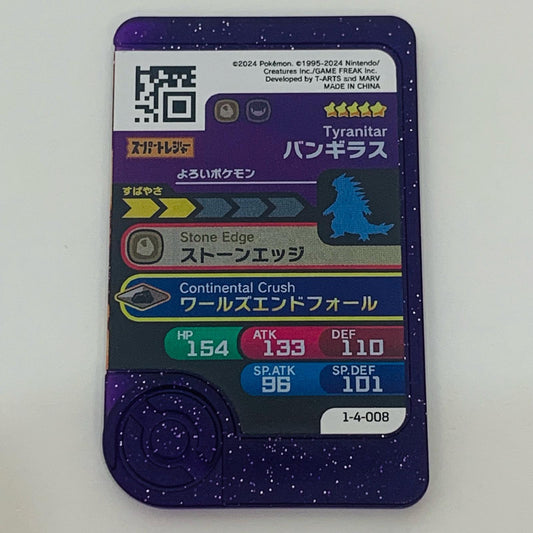 ©2024 Pokémon. ©1995-2024 Nintendo/
Creatures Inc./GAME FREAK Inc.
Developed by T-ARTS and MARV
MADE IN CHINA
Tyranitar
バンギラス
スーパートレジャー
よろいポケモン
すばやさ
Stone Edge
ストーンエッジ
Continental Crush
ワールズエンドフォール
HP 154 ATK 133 DEF 110
SP.ATK 96 SP.DEF 101
1-4-008